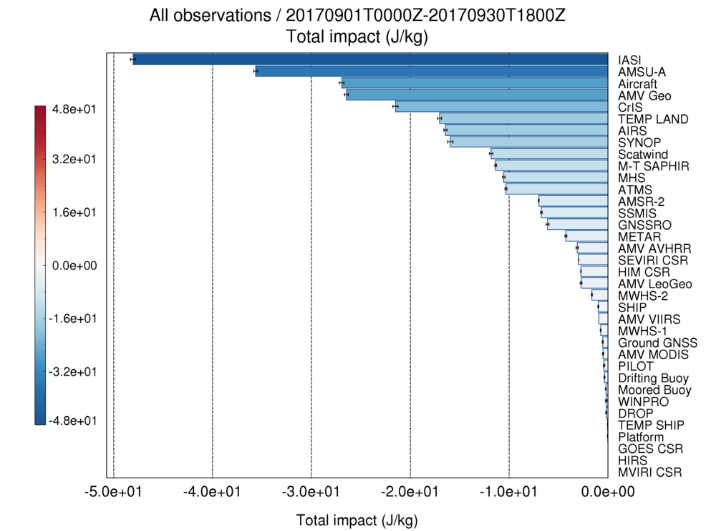 All observations / 20170901T0000Z-20170930T1800Z
Total impact (J/kg)
4.8e+01
3.2e+01
1.6e+01
0.0e+00
-1.6e+01
-3.2e+01
-4.8e+01
IASI
AMSU-A
Aircraft
AMV Geo
CrIS
TEMP LAND
AIRS
SYNOP
Scatwind
M-T SAPHIR
MHS
ATMS
AMSR-2
SSMIS
GNSSRO
METAR
AMV AVHRR
SEVIRI CSR
HIM CSR
AMV LeoGeo
MWHS-2
SHIP
AMV VIIRS
MWHS-1
Ground GNSS
AMV MODIS
PILOT
Drifting Buoy
Moored Buoy
WINPRO
DROP
TEMP SHIP
Platform
GOES CSR
HIRS
MVIRI CSR
-5.0e+01 -4.0e+01 -3.0e+01 -2.0e+01 -1.0e+01 0.0e+00
Total impact (J/kg)